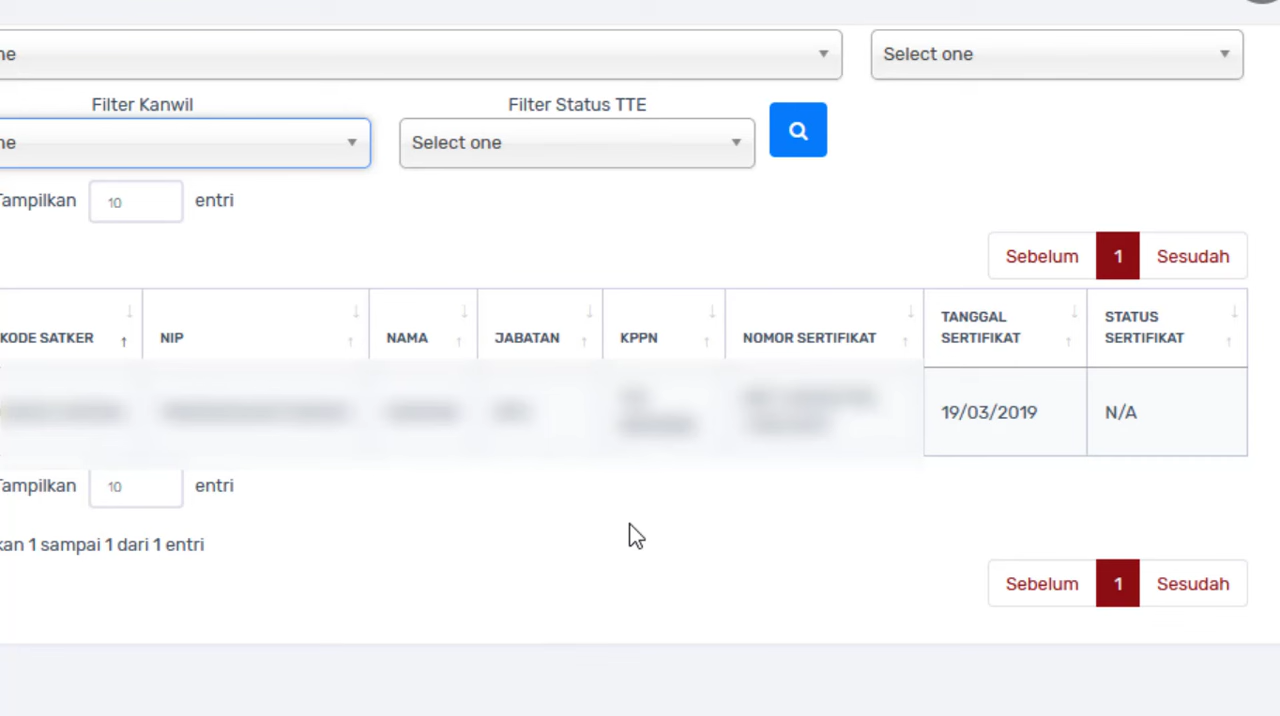 ne Select one
Filter Kanwil Filter Status TTE
ne Select one
Tampilkan 10 entri
Sebelum 1 Sesudah
KODE SATKER NIP NAMA JABATAN KPPN NOMOR SERTIFIKAT TANGGAL SERTIFIKAT STATUS SERTIFIKAT
19/03/2019 N/A
Tampilkan 10 entri
kan 1 sampai 1 dari 1 entri
Sebelum 1 Sesudah